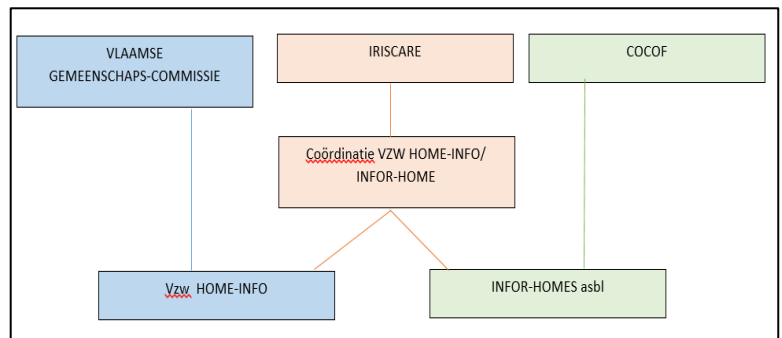 VLAAMSE
GEMEENSCHAPS-COMMISSIE
IRISCARE
COCOF
Coördinatie VZW HOME-INFO/
INFOR-HOME
Vzw HOME-INFO
INFOR-HOMES asbl